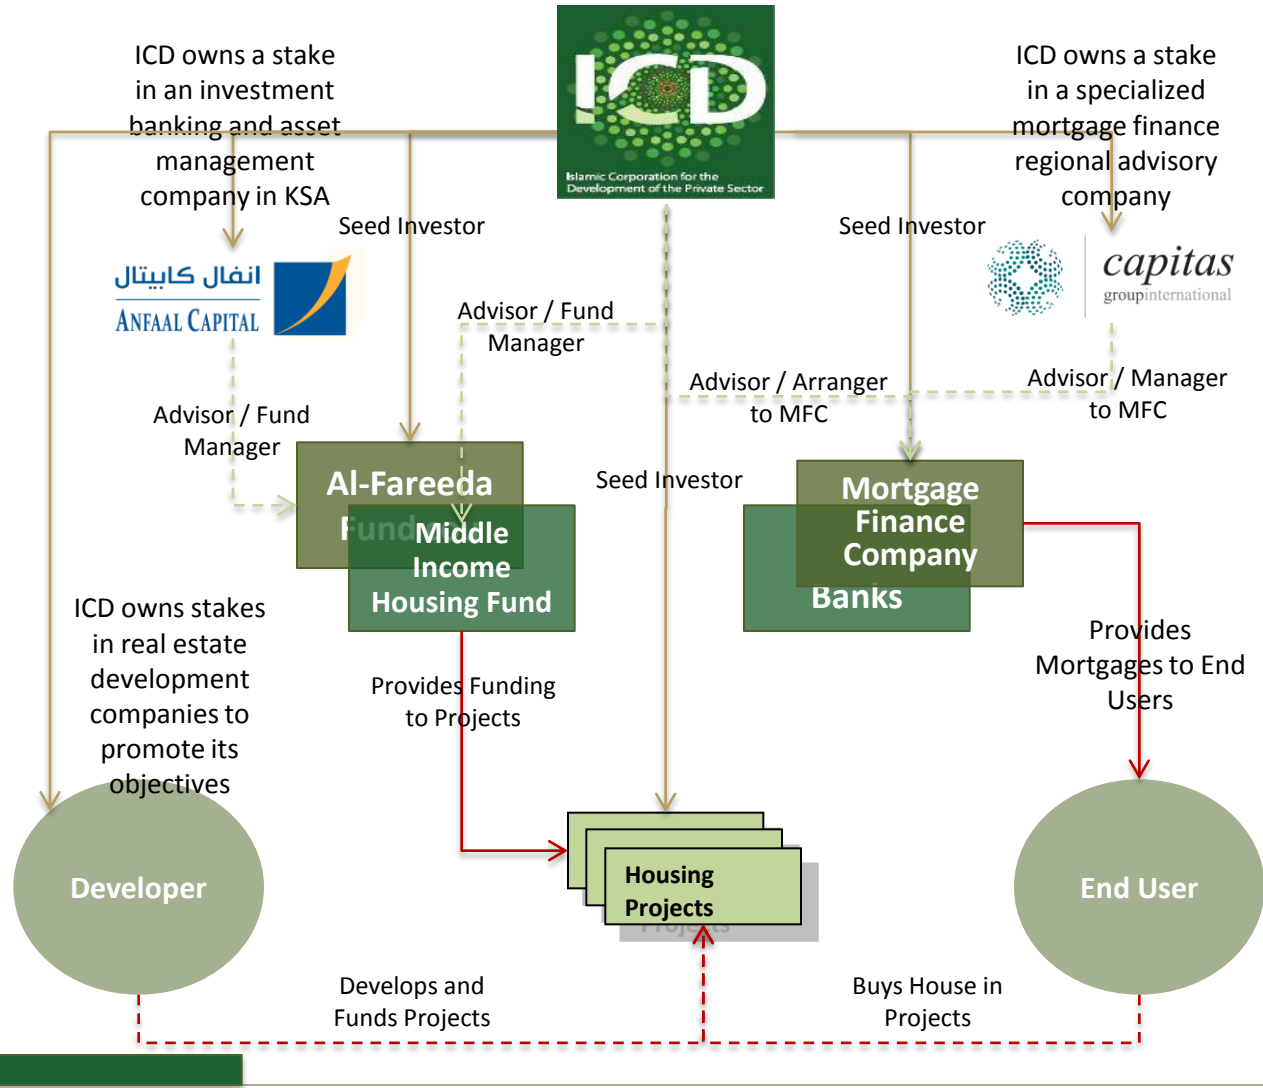 ICD owns a stake
in an investment
banking and asset
management
company in KSA
ICD
Islamic Corporation for the
Development of the Private Sector
ICD owns a stake
in a specialized
mortgage finance
regional advisory
company
Seed Investor
Seed Investor
انفال كابيتال
ANFAAL CAPITAL
capitas
groupinternational
Advisor / Fund
Manager
Advisor / Arranger
to MFC
Advisor / Manager
to MFC
Advisor / Fund
Manager
Al-Fareeda
Fund
Middle
Income
Housing Fund
Seed Investor
Mortgage
Finance
Company
Banks
ICD owns stakes
in real estate
development
companies to
promote its
objectives
Provides Funding
to Projects
Provides
Mortgages to End
Users
Developer
Housing
Projects
Projects
End User
Develops and
Funds Projects
Buys House in
Projects